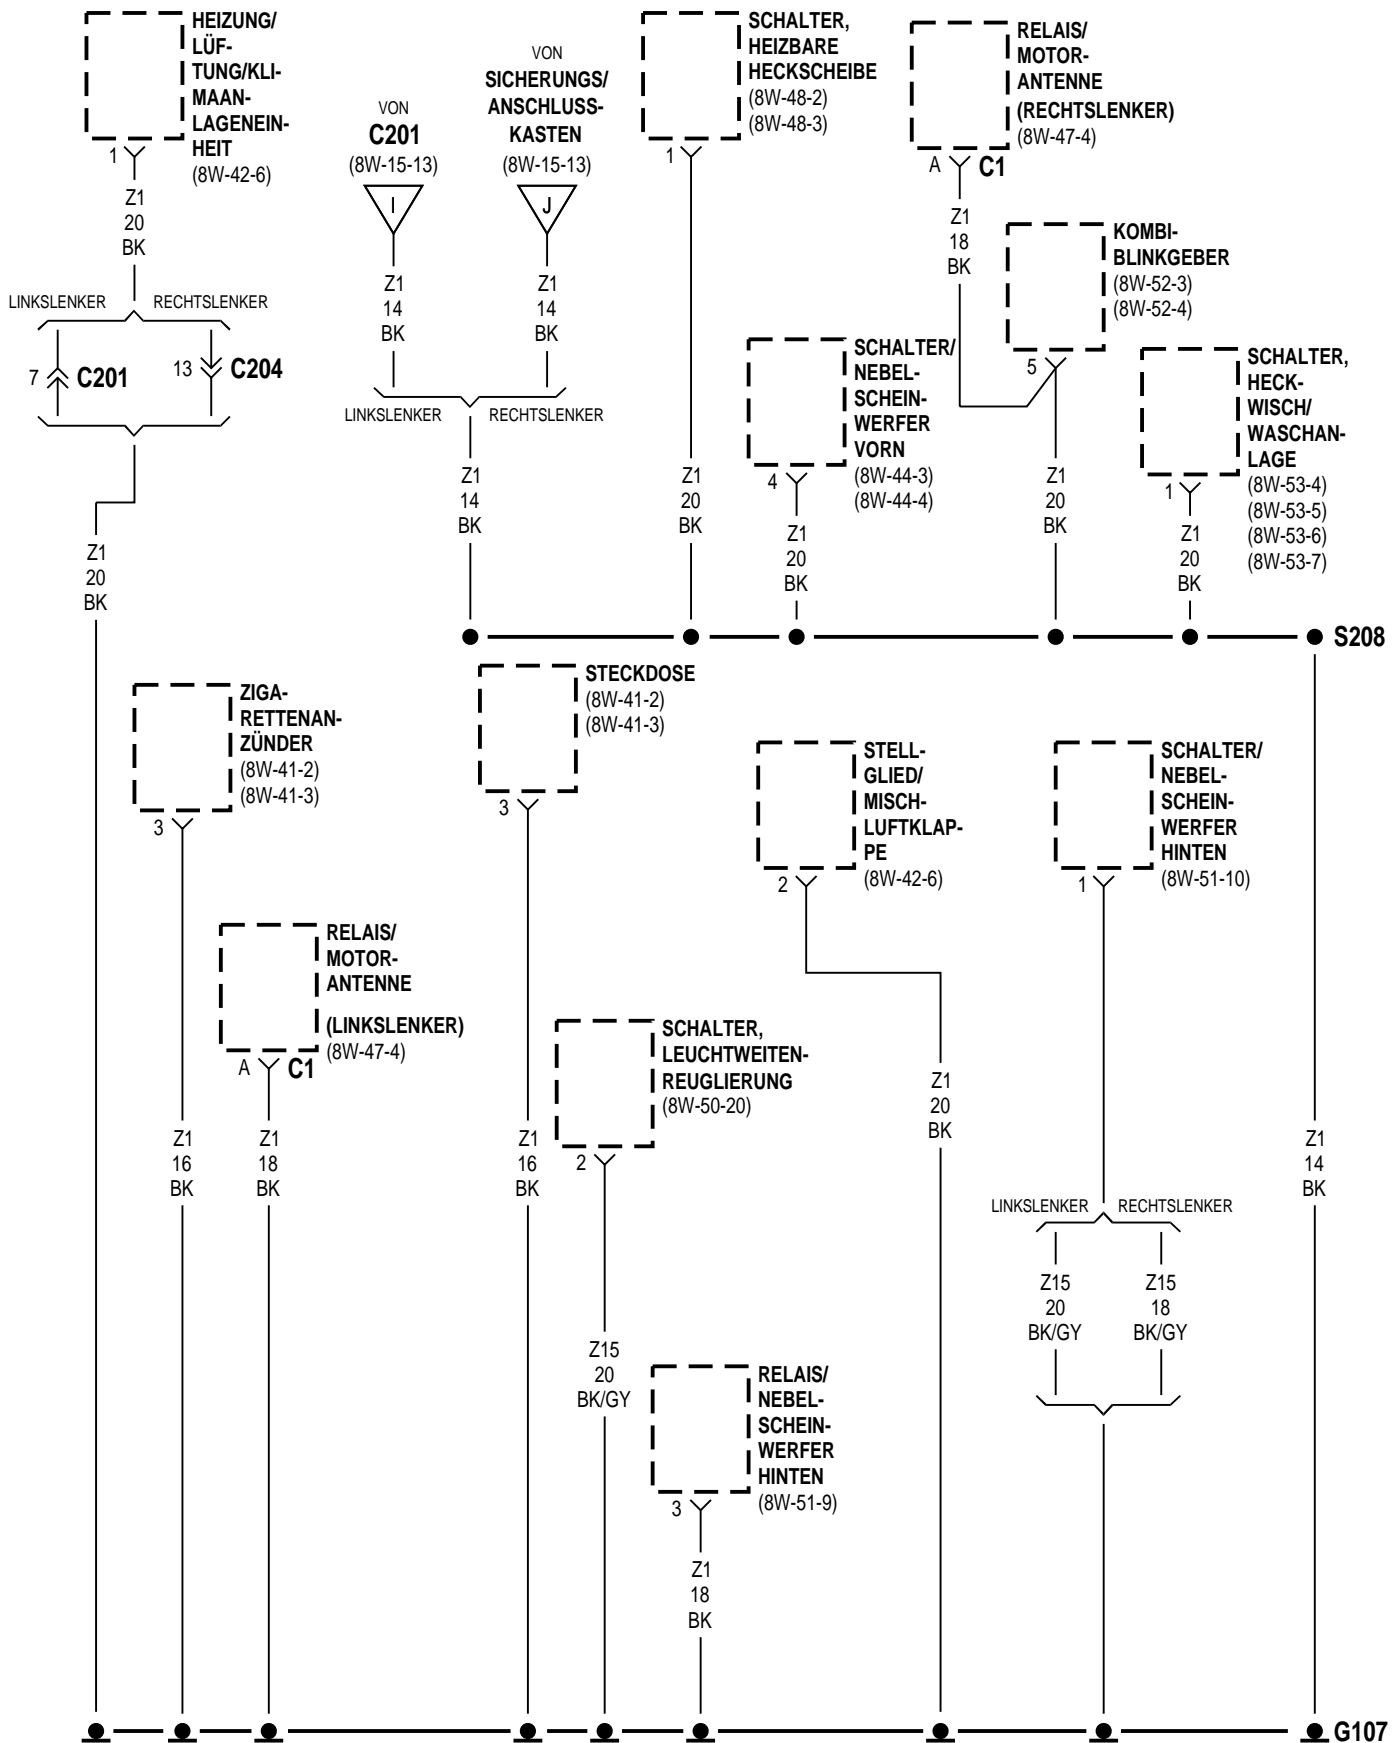 HEIZUNG/
LÜF-
TUNG/KLI-
MAAN-
LAGENEIN-
HEIT
(8W-42-6)
1
Z1
20
BK
LINKSLENKER
RECHTSLENKER
7
C201
13
C204
Z1
20
BK
VON
C201
(8W-15-13)
I
Z1
14
BK
VON
SICHERUNGS/
ANSCHLUSS-
KASTEN
(8W-15-13)
J
Z1
14
BK
LINKSLENKER
RECHTSLENKER
Z1
14
BK
SCHALTER,
HEIZBARE
HECKSCHEIBE
(8W-48-2)
(8W-48-3)
1
Z1
20
BK
SCHALTER/
NEBEL-
SCHEIN-
WERFER
VORN
(8W-44-3)
(8W-44-4)
4
Z1
20
BK
RELAIS/
MOTOR-
ANTENNE
(RECHTSLENKER)
(8W-47-4)
A
C1
Z1
18
BK
KOMBI-
BLINKGEBER
(8W-52-3)
(8W-52-4)
5
Z1
20
BK
SCHALTER,
HECK-
WISCH/
WASCHAN-
LAGE
(8W-53-4)
(8W-53-5)
(8W-53-6)
(8W-53-7)
1
Z1
20
BK
S208
ZIGA-
RETTENAN-
ZÜNDER
(8W-41-2)
(8W-41-3)
3
Z1
16
BK
RELAIS/
MOTOR-
ANTENNE
(LINKSLENKER)
(8W-47-4)
A
C1
Z1
18
BK
STECKDOSE
(8W-41-2)
(8W-41-3)
3
Z1
16
BK
SCHALTER,
LEUCHTWEITEN-
REUGLIERUNG
(8W-50-20)
2
Z15
20
BK/GY
RELAIS/
NEBEL-
SCHEIN-
WERFER
HINTEN
(8W-51-9)
3
Z1
18
BK
STELL-
GLIED/
MISCH-
LUFTKLAP-
PE
(8W-42-6)
2
Z1
20
BK
SCHALTER/
NEBEL-
SCHEIN-
WERFER
HINTEN
(8W-51-10)
1
LINKSLENKER
RECHTSLENKER
Z15
20
BK/GY
Z15
18
BK/GY
Z1
14
BK
G107